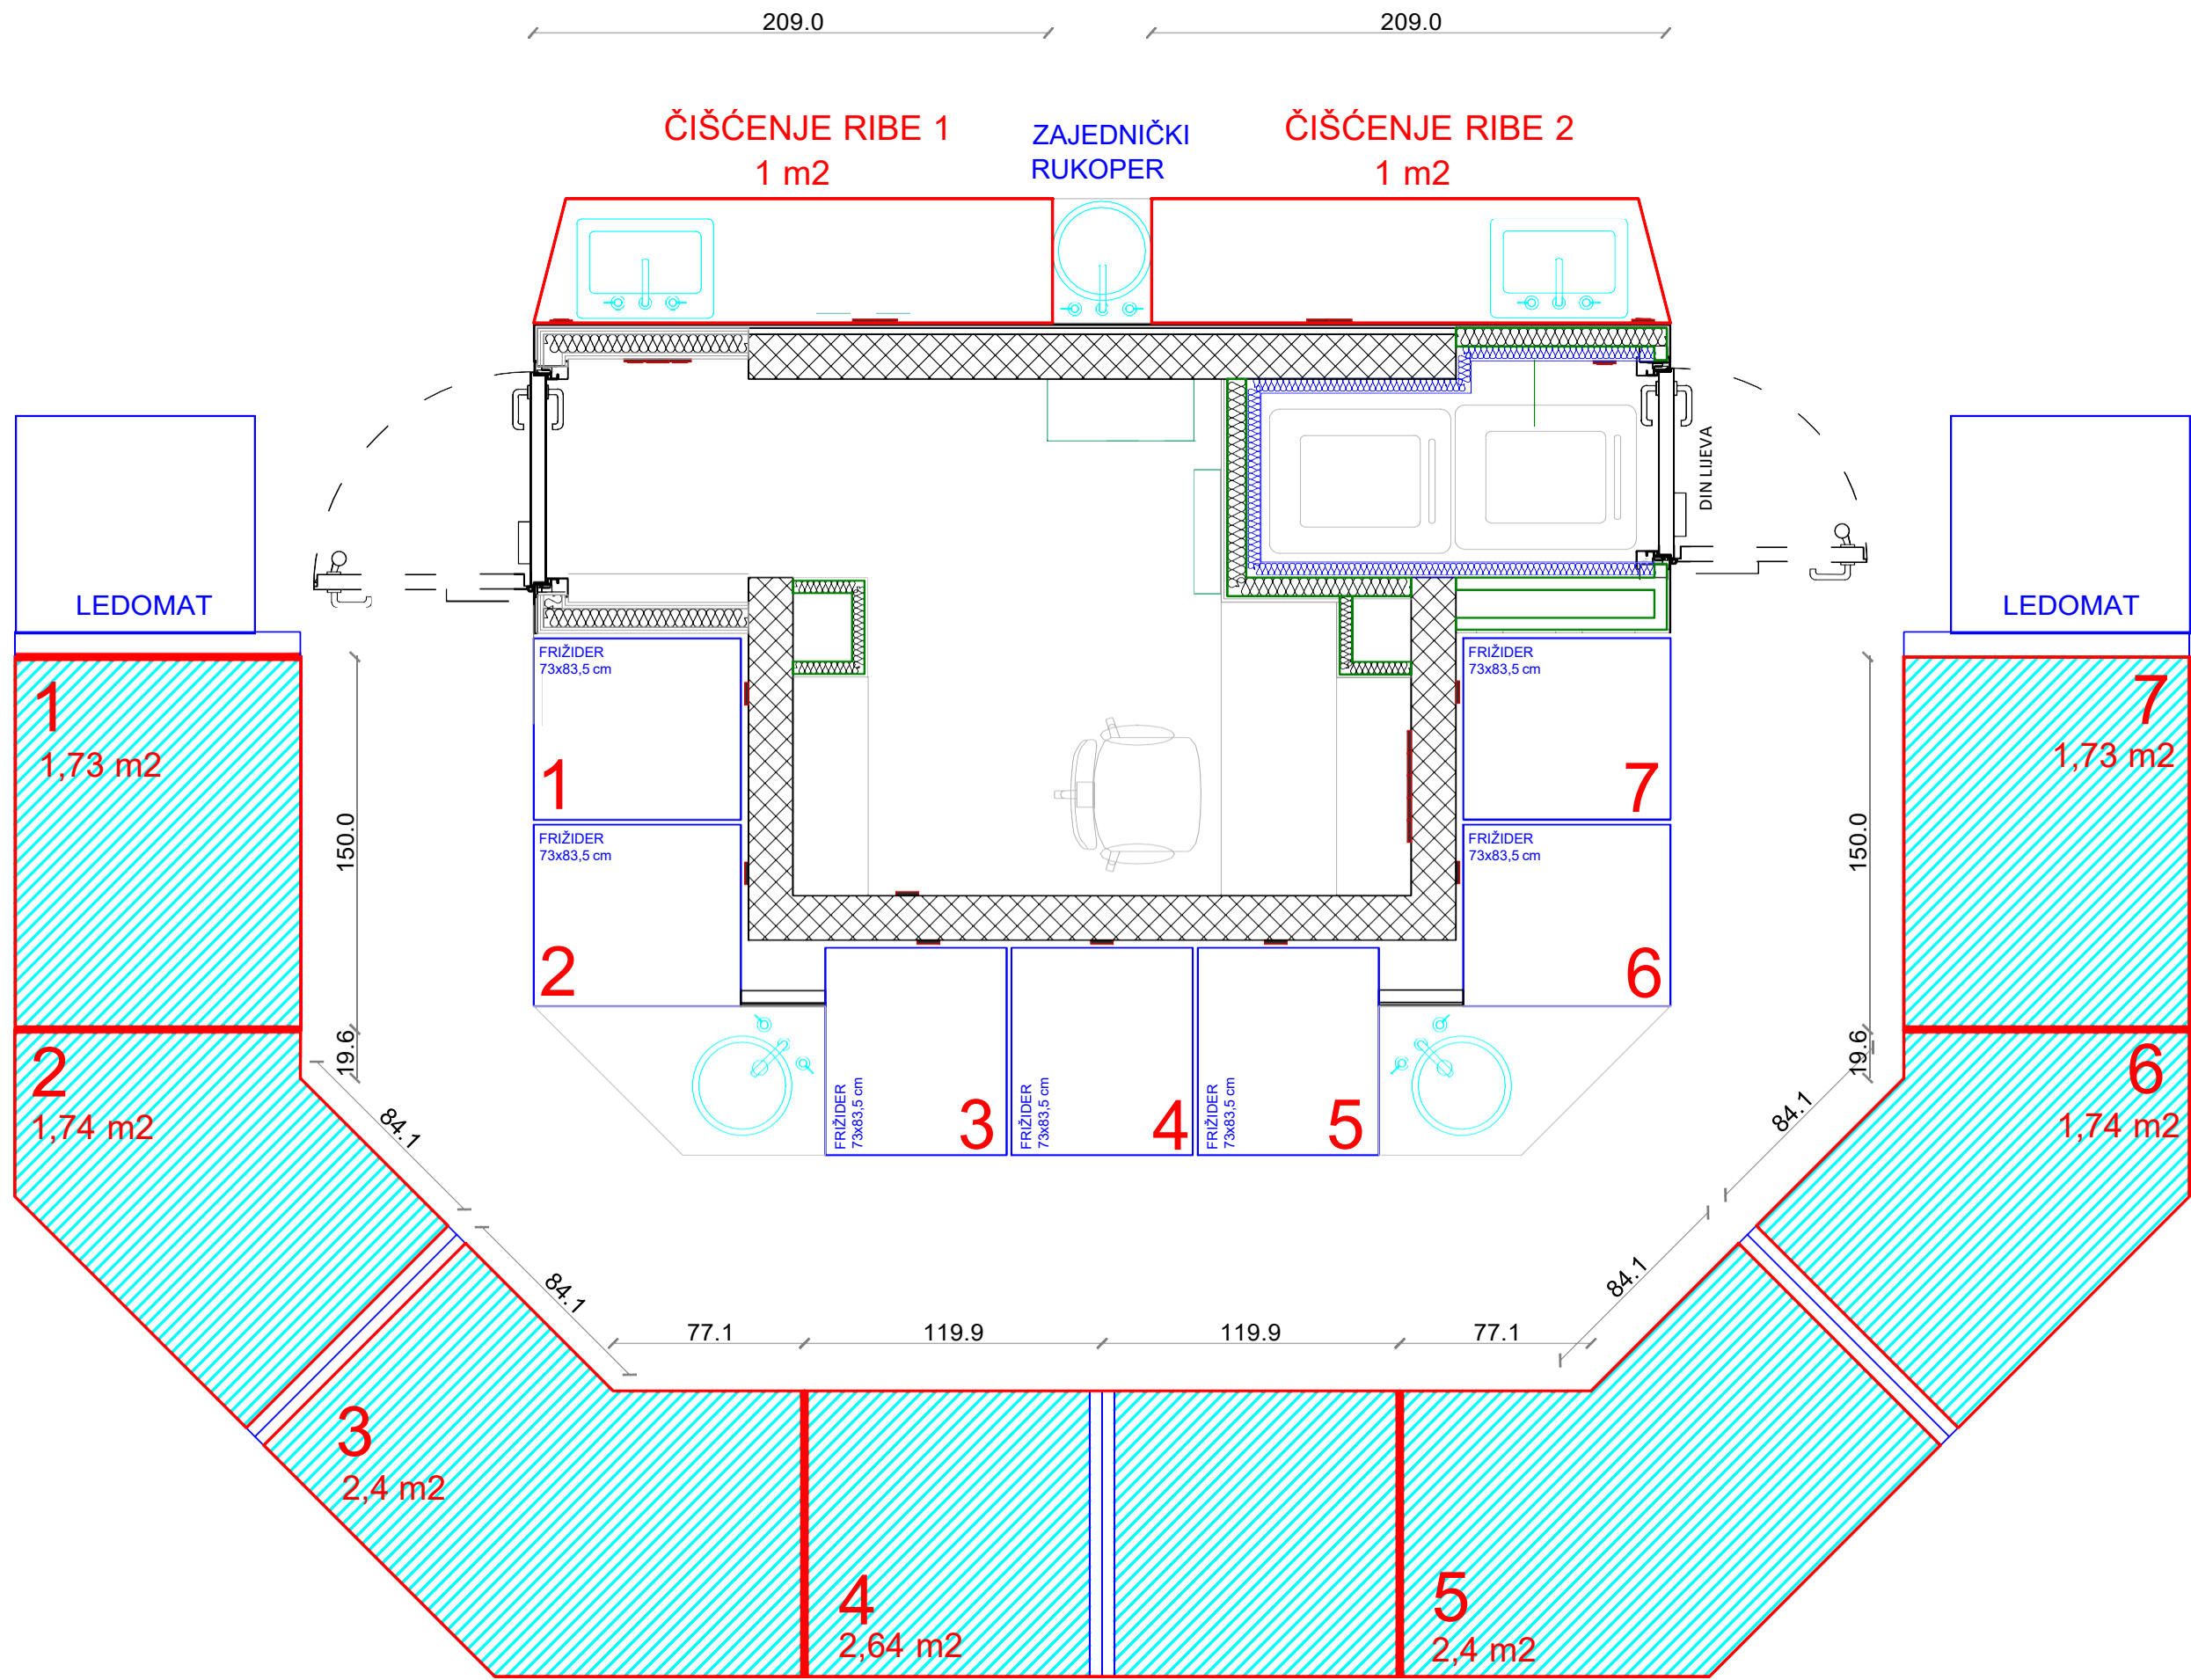 209.0
209.0
ČIŠĆENJE RIBE 1
1 m2
ZAJEDNIČKI
RUKOPER
ČIŠĆENJE RIBE 2
1 m2
DIN LIJEVA
LEDOMAT
LEDOMAT
1
1,73 m2
150.0
FRIŽIDER
73x83,5 cm
1
FRIŽIDER
73x83,5 cm
7
150.0
7
1,73 m2
FRIŽIDER
73x83,5 cm
2
FRIŽIDER
73x83,5 cm
6
2
1,74 m2
19.6
84.1
FRIŽIDER
73x83,5 cm
3
FRIŽIDER
73x83,5 cm
4
FRIŽIDER
73x83,5 cm
5
84.1
19.6
6
1,74 m2
84.1
84.1
77.1
119.9
119.9
77.1
3
2,4 m2
4
2,64 m2
5
2,4 m2